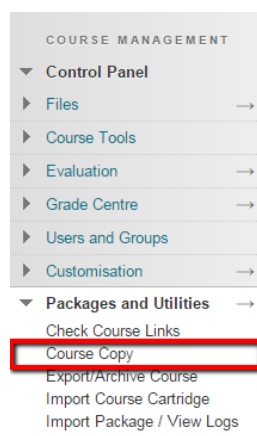 COURSE MANAGEMENT
Control Panel
Files
Course Tools
Evaluation
Grade Centre
Users and Groups
Customisation
Packages and Utilities
Check Course Links
Course Copy
Export/Archive Course
Import Course Cartridge
Import Package / View Logs